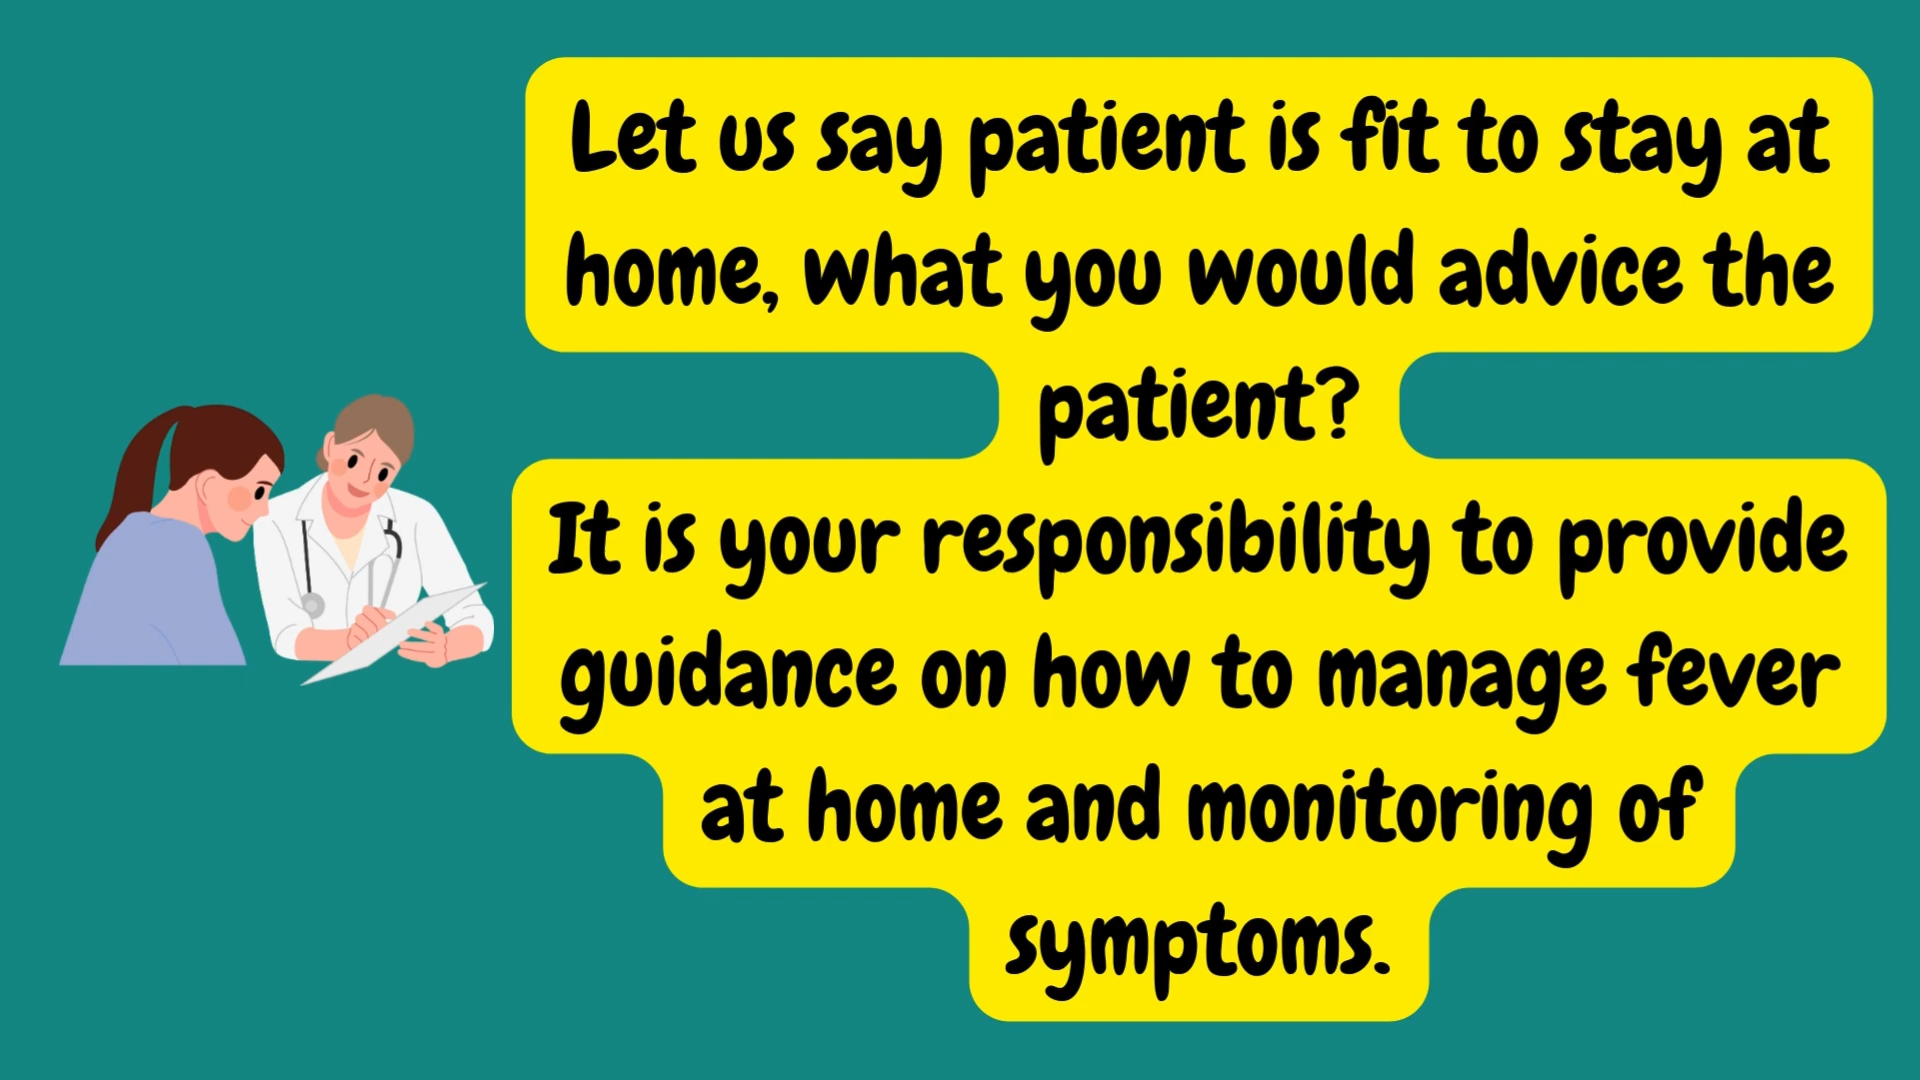 Let us say patient is fit to stay at
home, what you would advice the
patient?
It is your responsibility to provide
guidance on how to manage fever
at home and monitoring of
symptoms.